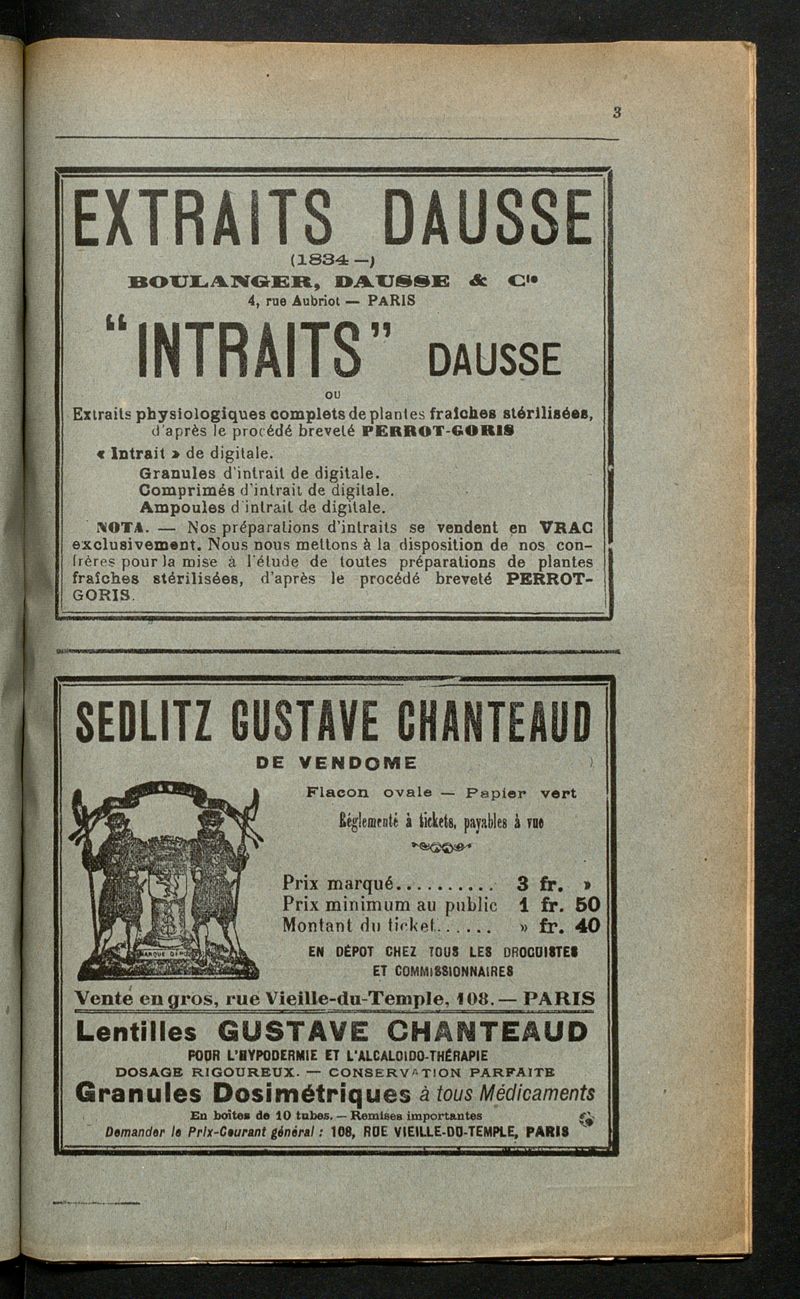 3
EXTRAITS DAUSSE
(1834 —)
BOULANGER, DAUSSE & Cie
4, rue Aubriot — PARIS
"INTRAITS" DAUSSE
OU
Extraits physiologiques complets de plantes fraîches stérilisées,
d'après le procédé breveté PERROT-GORIS
« Intrait » de digitale.
Granules d'intrait de digitale.
Comprimés d'intrait de digitale.
Ampoules d'intrait de digitale.
NOTA. — Nos préparations d'intraits se vendent en VRAC
exclusivement. Nous nous mettons à la disposition de nos con-
frères pour la mise à l'étude de toutes préparations de plantes
fraîches stérilisées, d'après le procédé breveté PERROT-
GORIS.
SEDLITZ GUSTAVE CHANTEAUD
DE VENDOME
Flacon ovale — Papier vert
Réglementé à tickets, payables à vue
Prix marqué.......... 3 fr. »
Prix minimum au public 1 fr. 50
Montant du ticket...... » fr. 40
MARQUE DÉPOSÉE
EN DÉPOT CHEZ TOUS LES DROGUISTES
ET COMMISSIONNAIRES
Vente en gros, rue Vieille-du-Temple, 108. — PARIS
Lentilles GUSTAVE CHANTEAUD
POUR L'HYPODERMIE ET L'ALCALOIDO-THÉRAPIE
DOSAGE RIGOUREUX. — CONSERVATION PARFAITE
Granules Dosimétriques à tous Médicaments
En boîtes de 10 tubes. — Remises importantes
Demander le Prix-Courant général : 108, RUE VIEILLE-DU-TEMPLE, PARIS